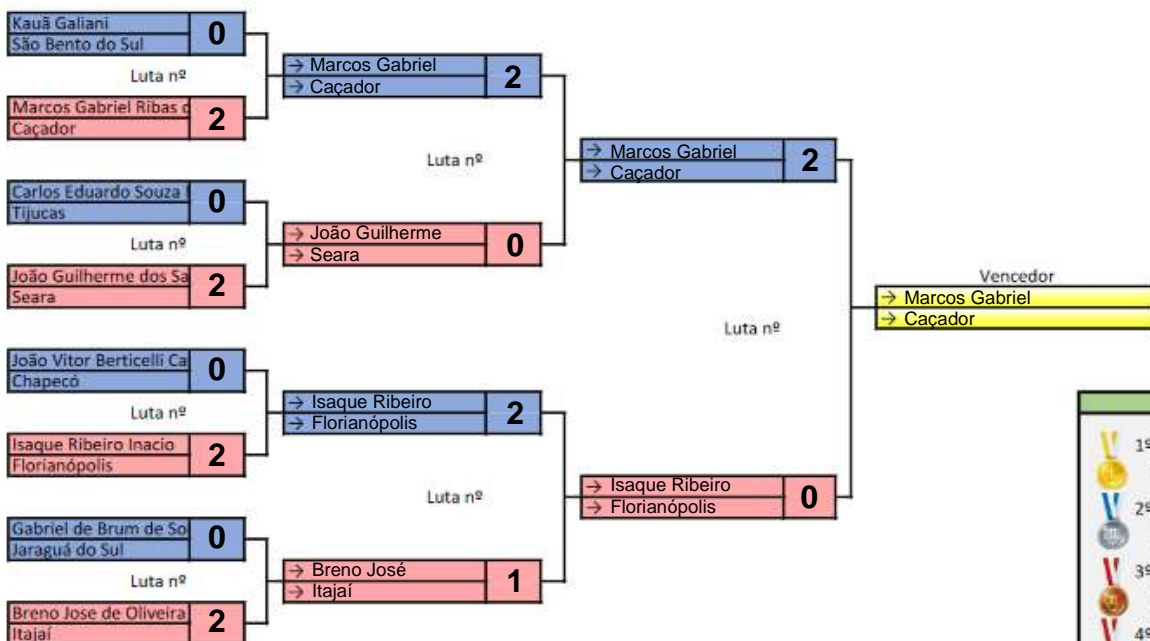 Kauã Galiani 0
São Bento do Sul
Luta nº
Marcos Gabriel Ribas 2
Caçador
Carlos Eduardo Souza 0
Tijucas
Luta nº
João Guilherme dos Sa 2
Seara
João Vitor Berticelli Ca 0
Chapecó
Luta nº
Isaque Ribeiro Inacio 2
Florianópolis
Gabriel de Brum de So 0
Jaraguá do Sul
Luta nº
Breno Jose de Oliveira 2
Itajaí
→ Marcos Gabriel 2
→ Caçador
Luta nº
→ João Guilherme 0
→ Seara
→ Isaque Ribeiro 2
→ Florianópolis
Luta nº
→ Breno José 1
→ Itajaí
→ Marcos Gabriel 2
→ Caçador
Luta nº
→ Isaque Ribeiro 0
→ Florianópolis
Vencedor
→ Marcos Gabriel
→ Caçador
1º
2º
3º
4º